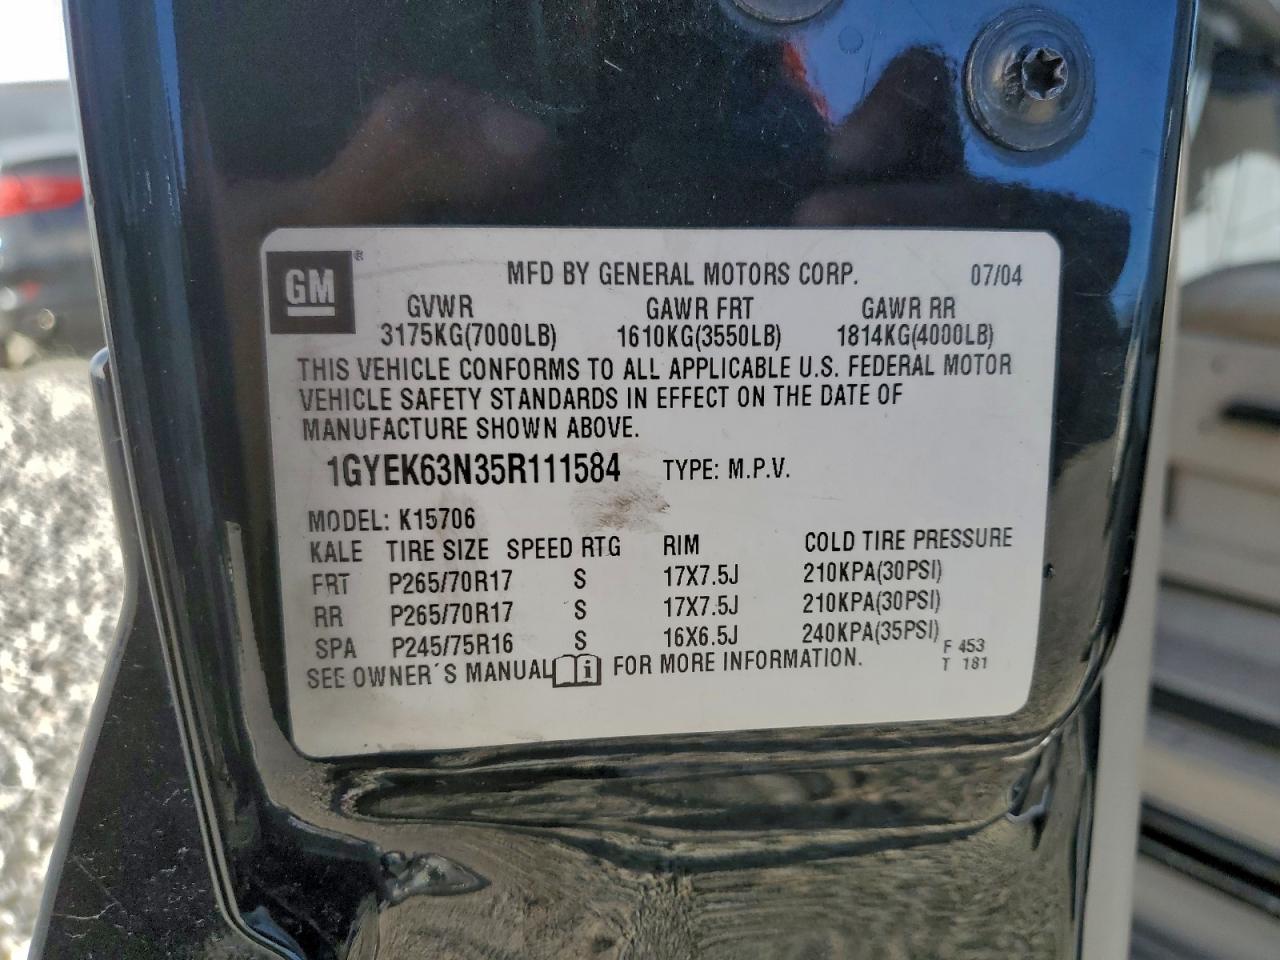 GM®
MFD BY GENERAL MOTORS CORP. 07/04
GVWR GAWR FRT GAWR RR
3175KG(7000LB) 1610KG(3550LB) 1814KG(4000LB)
THIS VEHICLE CONFORMS TO ALL APPLICABLE U.S. FEDERAL MOTOR
VEHICLE SAFETY STANDARDS IN EFFECT ON THE DATE OF
MANUFACTURE SHOWN ABOVE.
1GYEK63N35R111584 TYPE: M.P.V.
MODEL: K15706
KALE TIRE SIZE SPEED RTG RIM COLD TIRE PRESSURE
FRT P265/70R17 S 17X7.5J 210KPA(30PSI)
RR P265/70R17 S 17X7.5J 210KPA(30PSI)
SPA P245/75R16 S 16X6.5J 240KPA(35PSI)
SEE OWNER´S MANUAL i FOR MORE INFORMATION.
F 453
T 181